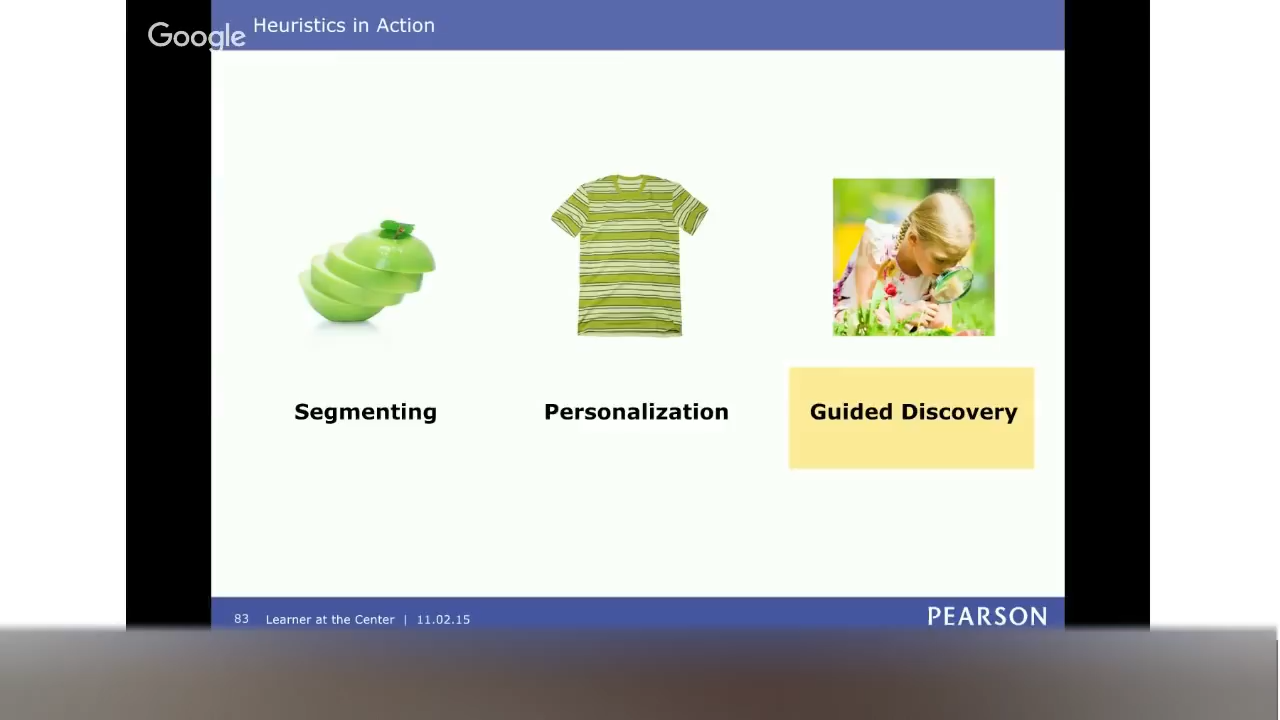 Google
Heuristics in Action
Segmenting
Personalization
Guided Discovery
83 Learner at the Center | 11.02.15
PEARSON